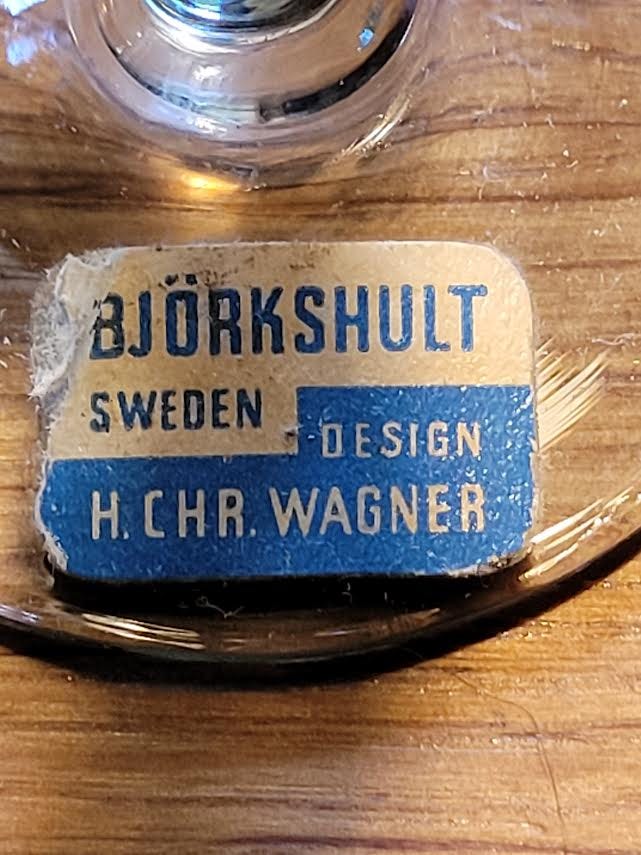 BJÖRKSHULT
SWEDEN
DESIGN
H. CHR. WAGNER